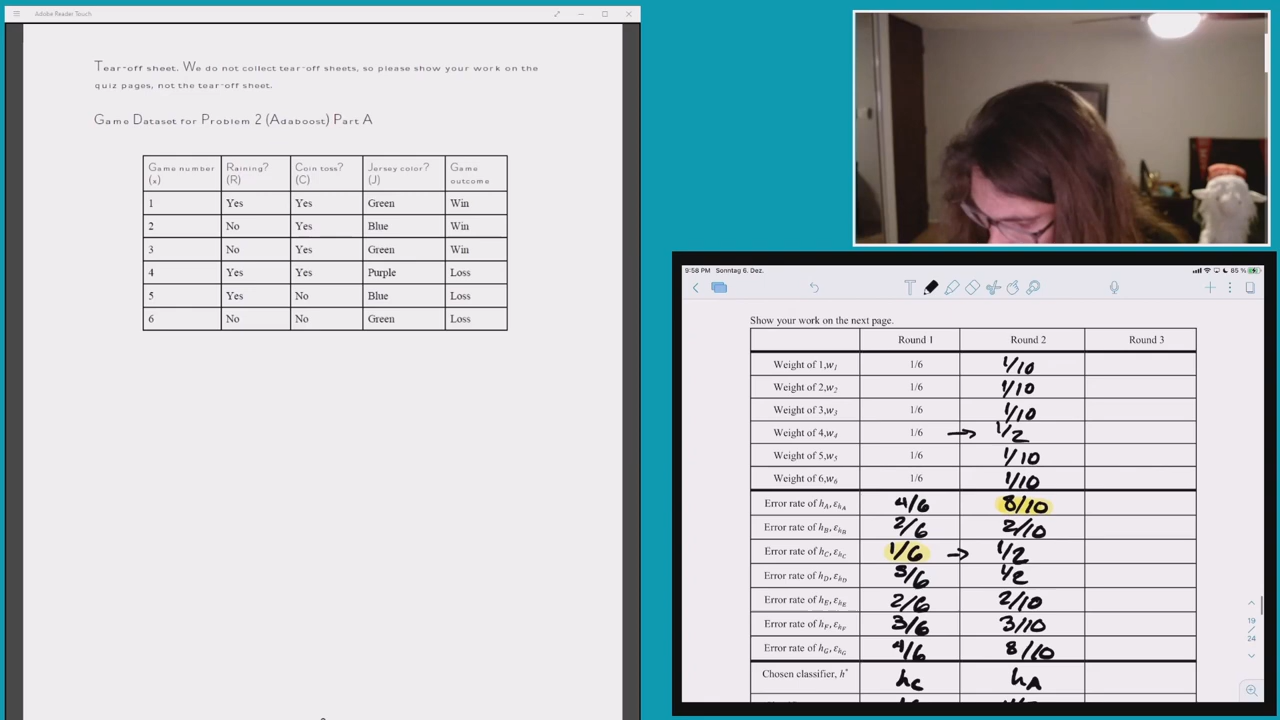 Adobe Reader Touch
Tear-off sheet. We do not collect tear-off sheets, so please show your work on the
quiz pages, not the tear-off sheet.
Game Dataset for Problem 2 (Adaboost) Part A
Game number (x) Raining? (R) Coin toss? (C) Jersey color? (J) Game outcome
1 Yes Yes Green Win
2 No Yes Blue Win
3 No Yes Green Win
4 Yes Yes Purple Loss
5 Yes No Blue Loss
6 No No Green Loss
9:58 PM Sonntag 6. Dez. 85 %
Show your work on the next page.
Round 1 Round 2 Round 3
Weight of 1,w₁ 1/6 1/10
Weight of 2,w₂ 1/6 1/10
Weight of 3,w₃ 1/6 1/10
Weight of 4,w₄ 1/6 → 1/2
Weight of 5,w₅ 1/6 1/10
Weight of 6,w₆ 1/6 1/10
Error rate of hA, εhA 4/6 8/10
Error rate of hB, εhB 2/6 2/10
Error rate of hC, εhC 1/6 → 1/2
Error rate of hD, εhD 5/6 1/2
Error rate of hE, εhE 2/6 2/10
Error rate of hF, εhF 3/6 3/10
Error rate of hG, εhG 4/6 8/10
Chosen classifier, h* hC hA
19
/
24